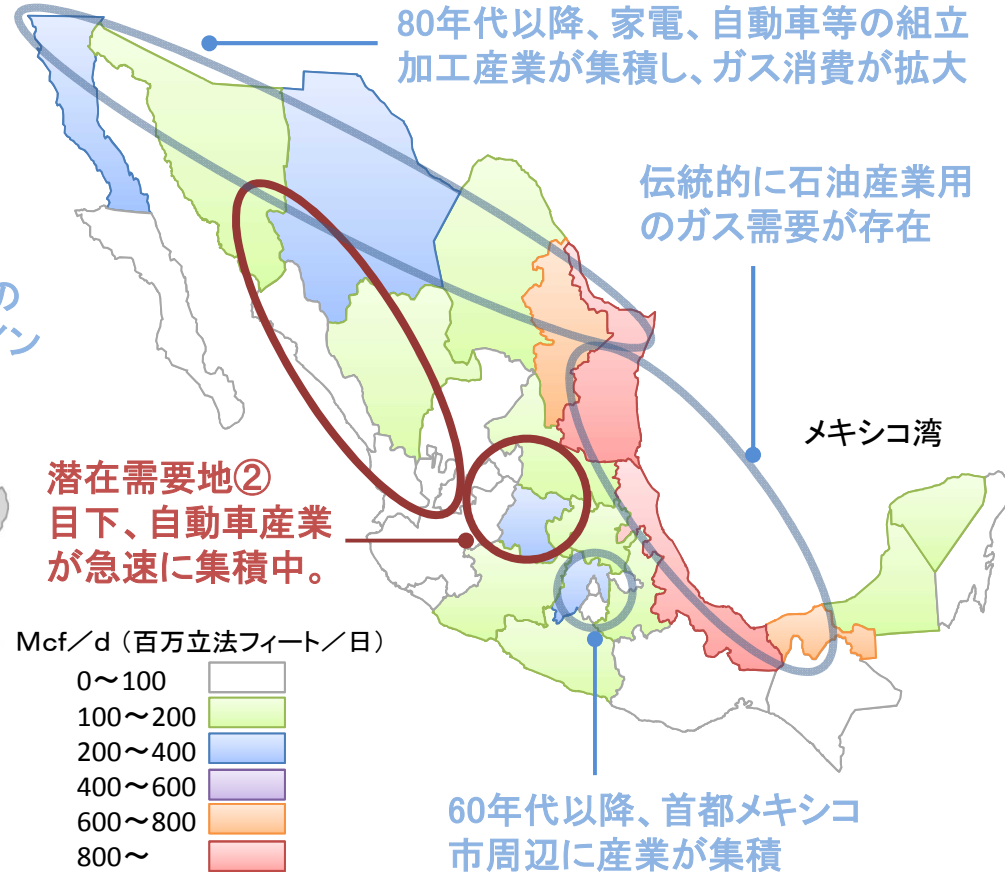 80年代以降、家電、自動車等の組立
加工産業が集積し、ガス消費が拡大
伝統的に石油産業用
のガス需要が存在
の
イン
メキシコ湾
潜在需要地②
目下、自動車産業
が急速に集積中。
Mcf/d（百万立法フィート/日）
0～100
100～200
200～400
400～600
600～800
800～
60年代以降、首都メキシコ
市周辺に産業が集積